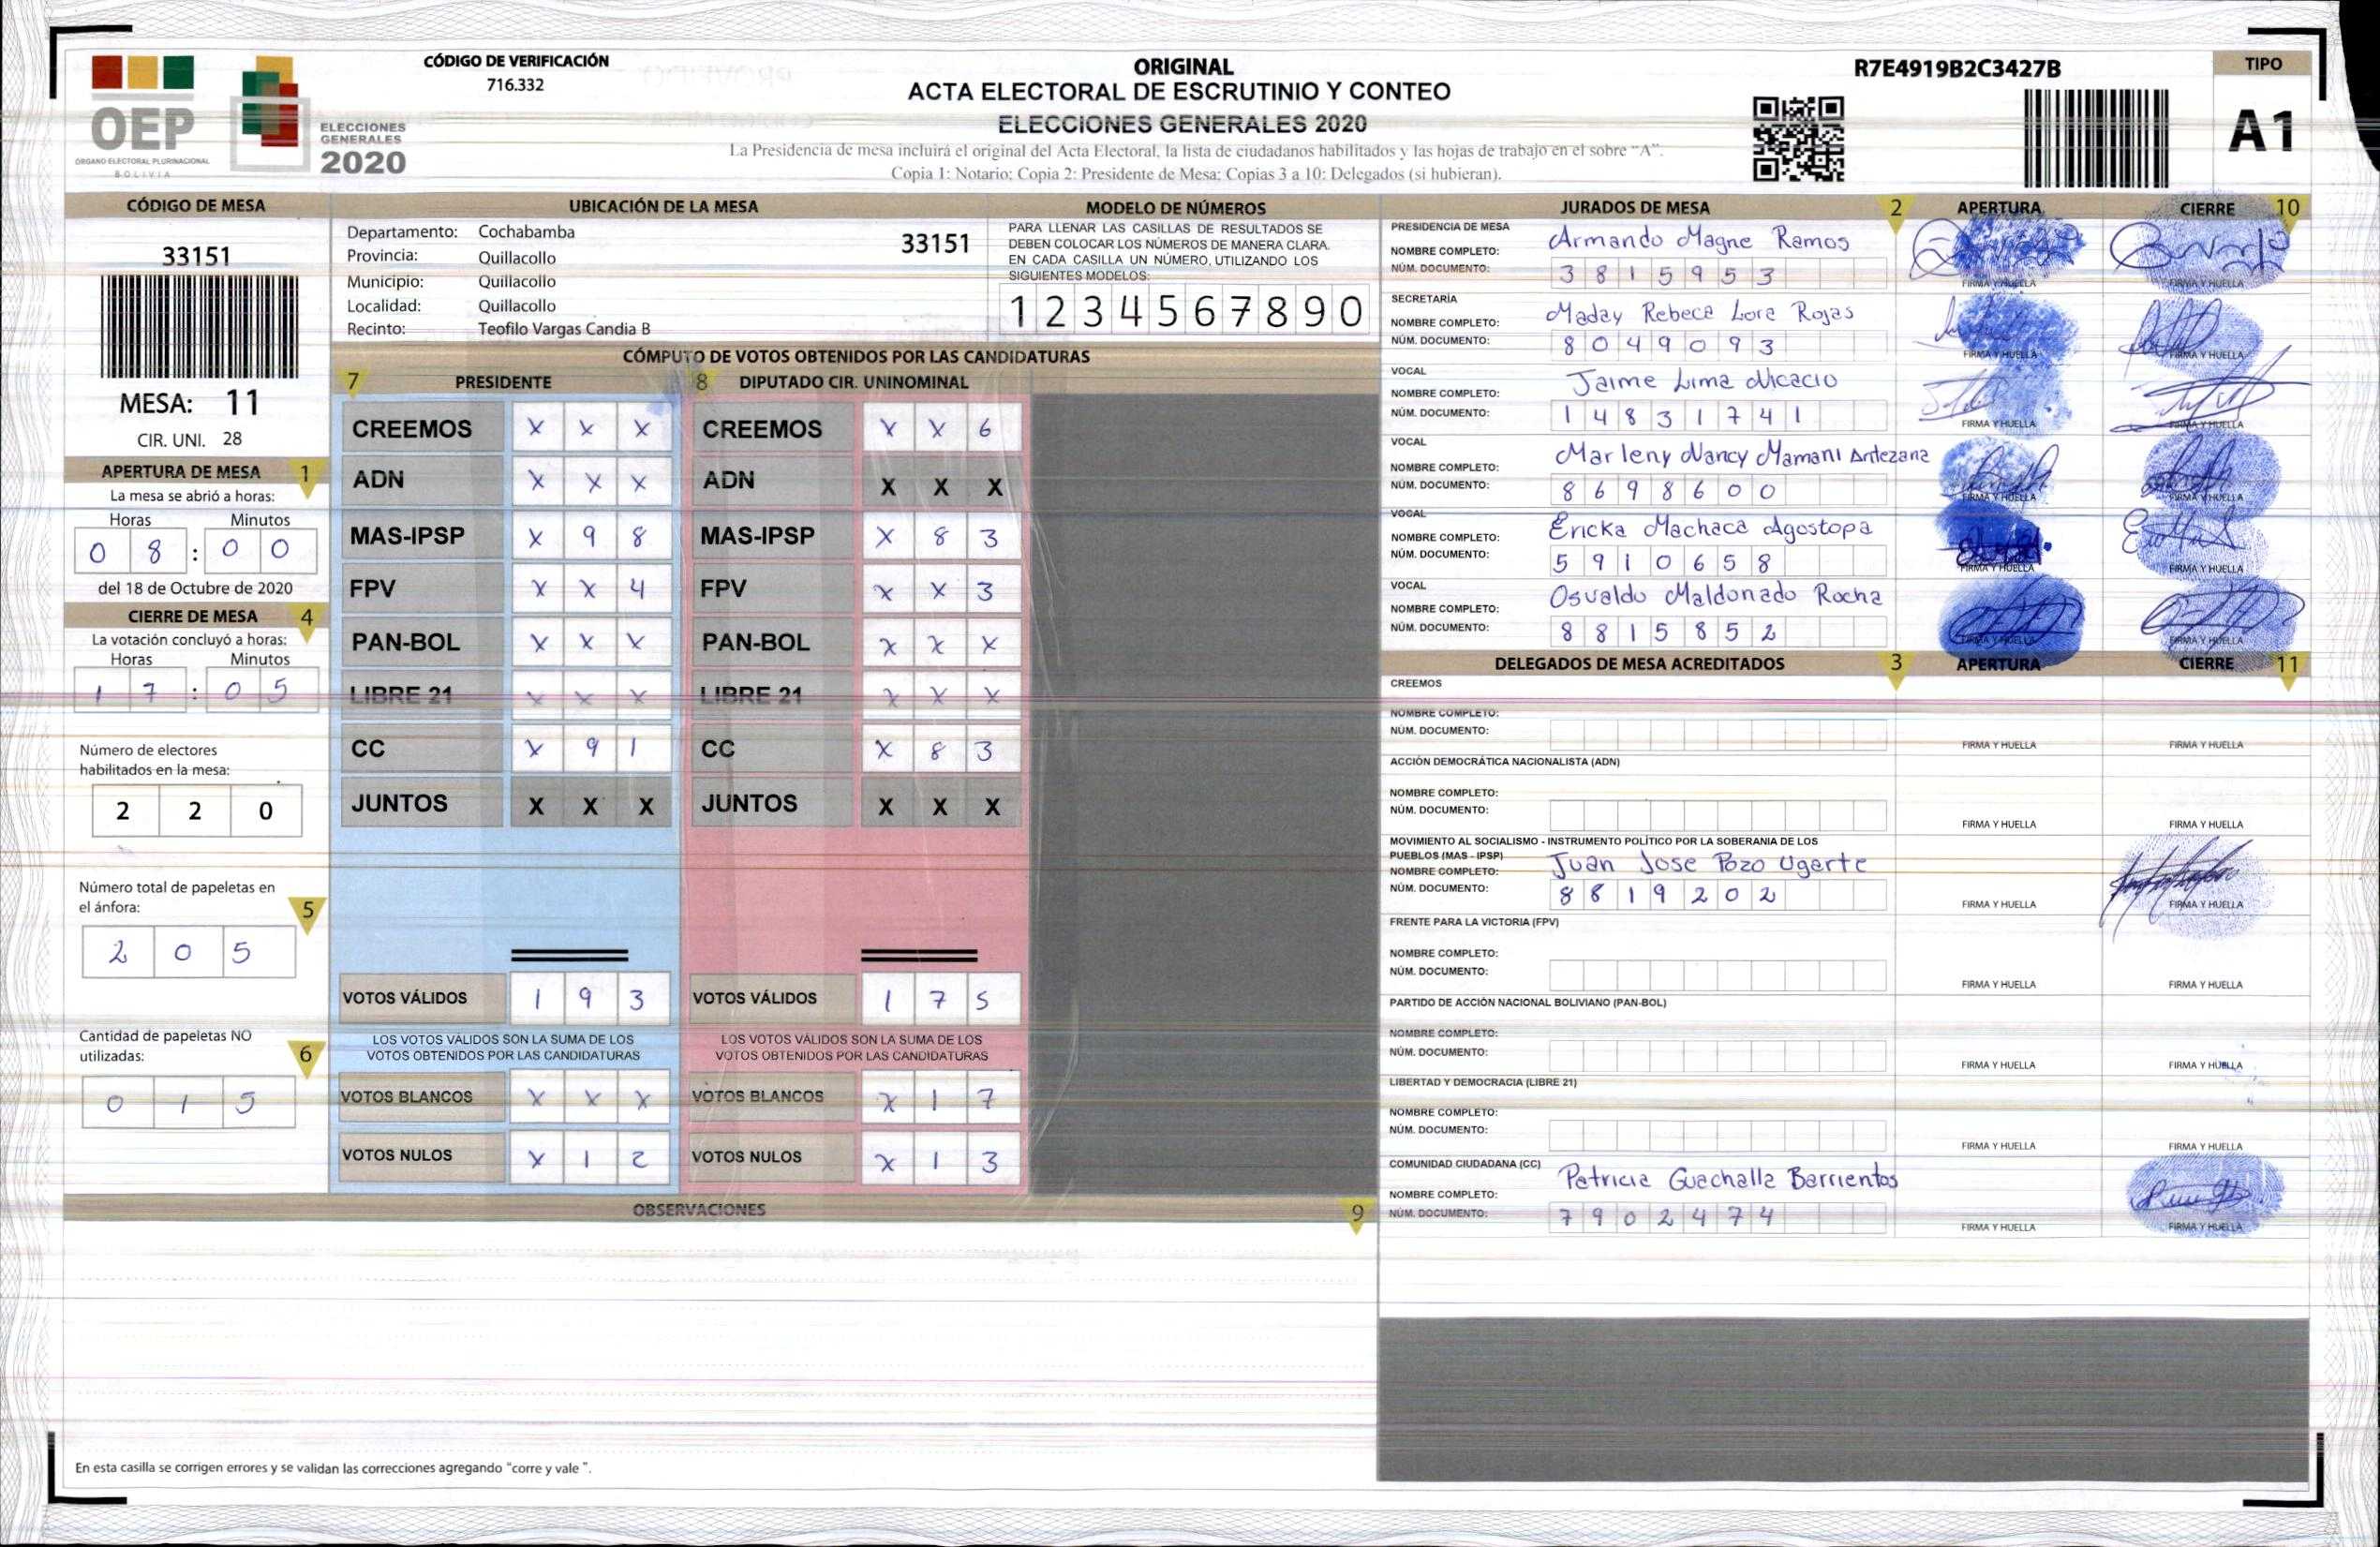 CÓDIGO DE VERIFICACIÓN
716.332
ORIGINAL
ACTA ELECTORAL DE ESCRUTINIO Y CONTEO
ELECCIONES GENERALES 2020
La Presidencia de mesa incluirá el original del Acta Electoral, la lista de ciudadanos habilitados y las hojas de trabajo en el sobre "A".
Copia 1: Notario; Copia 2: Presidente de Mesa; Copias 3 a 10: Delegados (si hubieran).
R7E4919B2C3427B
TIPO
A1
OEP
ÓRGANO ELECTORAL PLURINACIONAL
BOLIVIA
ELECCIONES
GENERALES
2020
CÓDIGO DE MESA
33151
MESA: 11
CIR. UNI. 28
APERTURA DE MESA 1
La mesa se abrió a horas:
Horas Minutos
0 8 : 0 0
del 18 de Octubre de 2020
CIERRE DE MESA 4
La votación concluyó a horas:
Horas Minutos
1 7 : 0 5
Número de electores
habilitados en la mesa:
2 2 0
Número total de papeletas en
el ánfora: 5
2 0 5
Cantidad de papeletas NO
utilizadas: 6
0 1 5
UBICACIÓN DE LA MESA
Departamento: Cochabamba 33151
Provincia: Quillacollo
Municipio: Quillacollo
Localidad: Quillacollo
Recinto: Teofilo Vargas Candia B
MODELO DE NÚMEROS
PARA LLENAR LAS CASILLAS DE RESULTADOS SE
DEBEN COLOCAR LOS NÚMEROS DE MANERA CLARA.
EN CADA CASILLA UN NÚMERO, UTILIZANDO LOS
SIGUIENTES MODELOS:
1 2 3 4 5 6 7 8 9 0
CÓMPUTO DE VOTOS OBTENIDOS POR LAS CANDIDATURAS
7 PRESIDENTE 8 DIPUTADO CIR. UNINOMINAL
CREEMOS X X X CREEMOS X X 6
ADN X X X ADN X X X
MAS-IPSP X 9 8 MAS-IPSP X 8 3
FPV X X 4 FPV X X 3
PAN-BOL X X X PAN-BOL X X X
LIBRE 21 X X X LIBRE 21 X X X
CC X 9 1 CC X 8 3
JUNTOS X X X JUNTOS X X X
VOTOS VÁLIDOS 1 9 3 VOTOS VÁLIDOS 1 7 5
LOS VOTOS VÁLIDOS SON LA SUMA DE LOS LOS VOTOS VÁLIDOS SON LA SUMA DE LOS
VOTOS OBTENIDOS POR LAS CANDIDATURAS VOTOS OBTENIDOS POR LAS CANDIDATURAS
VOTOS BLANCOS X X X VOTOS BLANCOS X 1 7
VOTOS NULOS X 1 2 VOTOS NULOS X 1 3
OBSERVACIONES 9
En esta casilla se corrigen errores y se validan las correcciones agregando "corre y vale ".
JURADOS DE MESA 2 APERTURA CIERRE 10
PRESIDENCIA DE MESA
NOMBRE COMPLETO: Armando Magne Ramos
NÚM. DOCUMENTO: 3 8 1 5 9 5 3 FIRMA Y HUELLA FIRMA Y HUELLA
SECRETARÍA
NOMBRE COMPLETO: Maday Rebeca Lora Rojas
NÚM. DOCUMENTO: 8 0 4 9 0 9 3 FIRMA Y HUELLA FIRMA Y HUELLA
VOCAL
NOMBRE COMPLETO: Jaime Lima Nicacio
NÚM. DOCUMENTO: 1 4 8 3 1 7 4 1 FIRMA Y HUELLA FIRMA Y HUELLA
VOCAL
NOMBRE COMPLETO: Marleny Nancy Mamani Antezana
NÚM. DOCUMENTO: 8 6 9 8 6 0 0 FIRMA Y HUELLA FIRMA Y HUELLA
VOCAL
NOMBRE COMPLETO: Ericka Machaca Agostopa
NÚM. DOCUMENTO: 5 9 1 0 6 5 8 FIRMA Y HUELLA FIRMA Y HUELLA
VOCAL
NOMBRE COMPLETO: Osvaldo Maldonado Rocha
NÚM. DOCUMENTO: 8 8 1 5 8 5 2 FIRMA Y HUELLA FIRMA Y HUELLA
DELEGADOS DE MESA ACREDITADOS 3 APERTURA CIERRE 11
CREEMOS
NOMBRE COMPLETO:
NÚM. DOCUMENTO: FIRMA Y HUELLA FIRMA Y HUELLA
ACCIÓN DEMOCRÁTICA NACIONALISTA (ADN)
NOMBRE COMPLETO:
NÚM. DOCUMENTO: FIRMA Y HUELLA FIRMA Y HUELLA
MOVIMIENTO AL SOCIALISMO - INSTRUMENTO POLÍTICO POR LA SOBERANIA DE LOS
PUEBLOS (MAS - IPSP)
NOMBRE COMPLETO: Juan Jose Pozo Ugarte
NÚM. DOCUMENTO: 8 8 1 9 2 0 2 FIRMA Y HUELLA FIRMA Y HUELLA
FRENTE PARA LA VICTORIA (FPV)
NOMBRE COMPLETO:
NÚM. DOCUMENTO: FIRMA Y HUELLA FIRMA Y HUELLA
PARTIDO DE ACCIÓN NACIONAL BOLIVIANO (PAN-BOL)
NOMBRE COMPLETO:
NÚM. DOCUMENTO: FIRMA Y HUELLA FIRMA Y HUELLA
LIBERTAD Y DEMOCRACIA (LIBRE 21)
NOMBRE COMPLETO:
NÚM. DOCUMENTO: FIRMA Y HUELLA FIRMA Y HUELLA
COMUNIDAD CIUDADANA (CC)
NOMBRE COMPLETO: Patricia Guachalla Barrientos
NÚM. DOCUMENTO: 7 9 0 2 4 7 4 FIRMA Y HUELLA FIRMA Y HUELLA